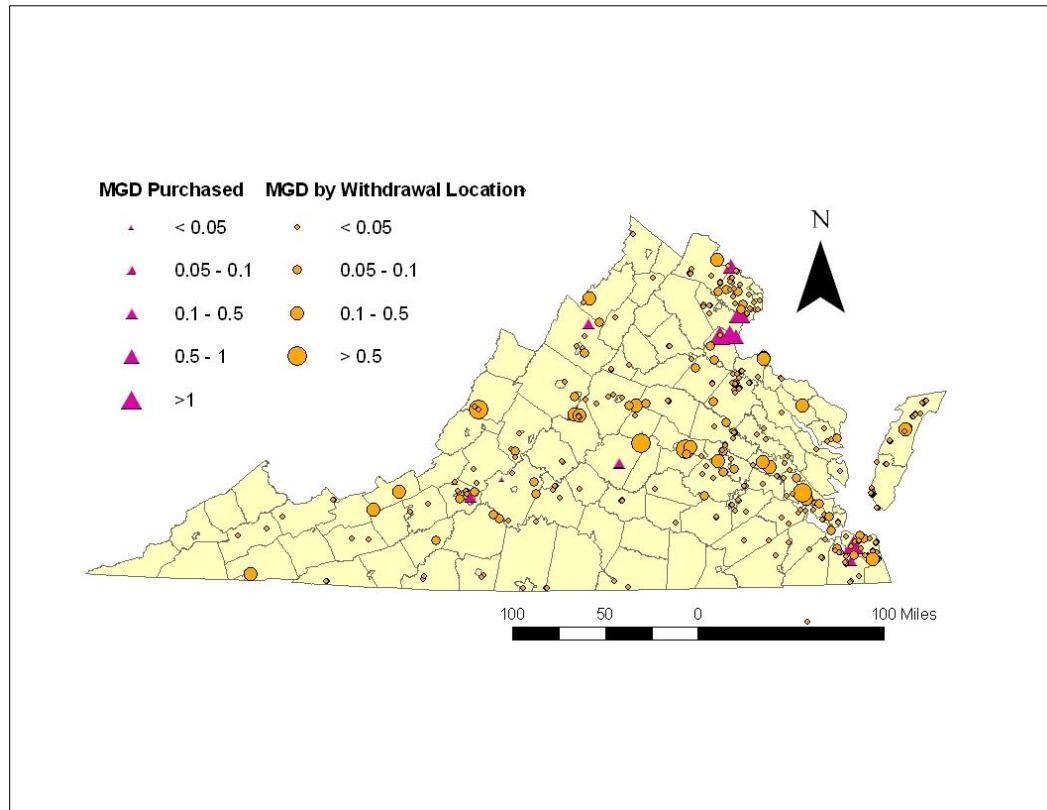 MGD Purchased MGD by Withdrawal Location
< 0.05 < 0.05
0.05 - 0.1 0.05 - 0.1
0.1 - 0.5 0.1 - 0.5
0.5 - 1 > 0.5
>1
N
100 50 0 100 Miles